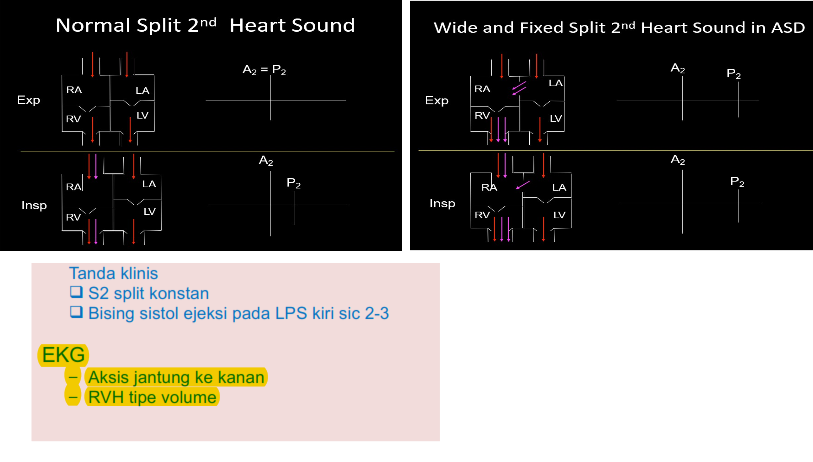 Normal Split 2nd Heart Sound
A2 = P2
RA
LA
Exp
RV
LV
A2
P2
RA
LA
Insp
RV
LV
Wide and Fixed Split 2nd Heart Sound in ASD
A2
P2
RA
LA
Exp
RV
LV
A2
P2
RA
LA
Insp
RV
LV
Tanda klinis
❑ S2 split konstan
❑ Bising sistol ejeksi pada LPS kiri sic 2-3
EKG
– Aksis jantung ke kanan
– RVH tipe volume